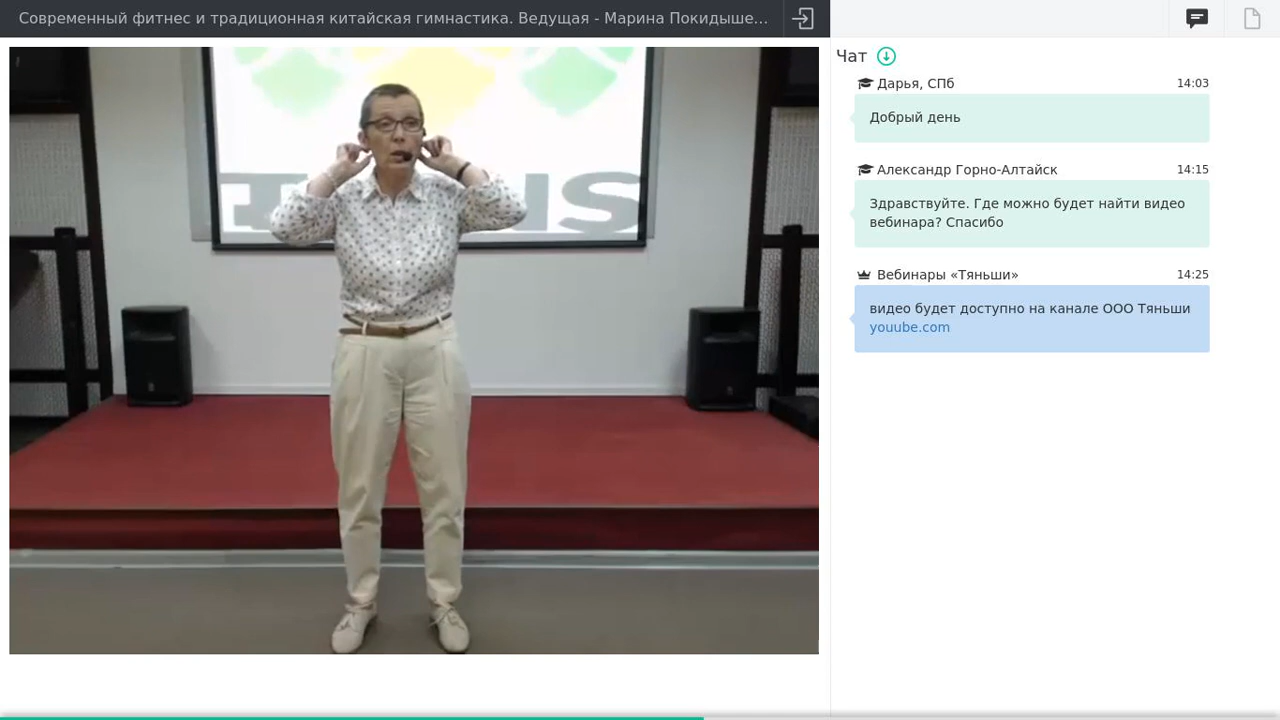 Современный фитнес и традиционная китайская гимнастика. Ведущая - Марина Покидыше...
Чат
Дарья, СПб 14:03
Добрый день
Александр Горно-Алтайск 14:15
Здравствуйте. Где можно будет найти видео
вебинара? Спасибо
Вебинары «Тяньши» 14:25
видео будет доступно на канале ООО Тяньши
youube.com